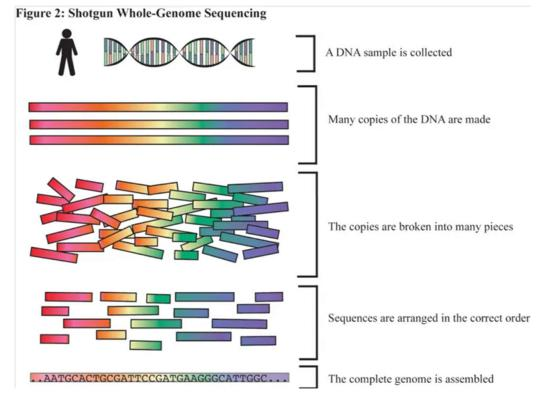 Figure 2: Shotgun Whole-Genome Sequencing
A DNA sample is collected
Many copies of the DNA are made
The copies are broken into many pieces
Sequences are arranged in the correct order
..AATGCACTGCGATTCCGATGAAGGGCATTGGC...
The complete genome is assembled